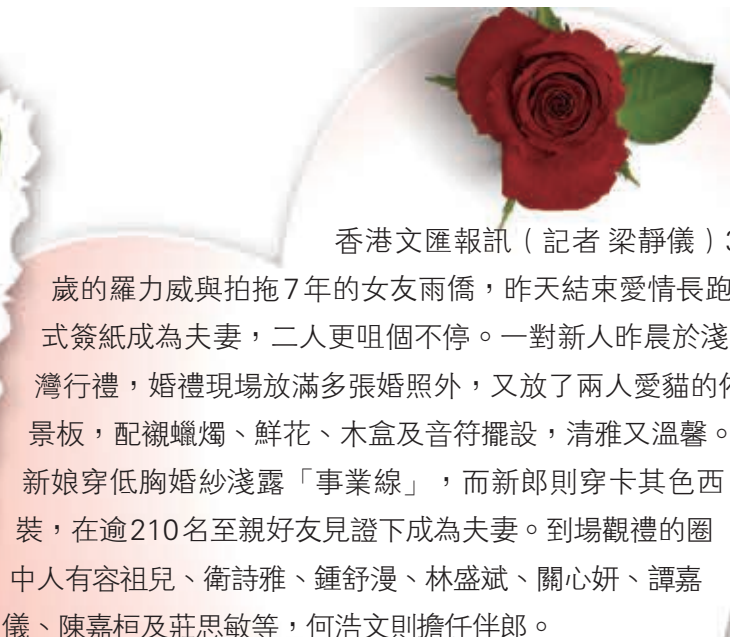 香港文匯報訊（記者 梁靜儀）3
歲的羅力威與拍拖7年的女友雨僑，昨天結束愛情長跑
式簽紙成為夫妻，二人更咀個不停。一對新人昨晨於淺
灣行禮，婚禮現場放滿多張婚照外，又放了兩人愛貓的
景板，配襯蠟燭、鮮花、木盒及音符擺設，清雅又溫馨。
新娘穿低胸婚紗淺露「事業線」，而新郎則穿卡其色西
裝，在逾210名至親好友見證下成為夫妻。到場觀禮的圈
中人有容祖兒、衛詩雅、鍾舒漫、林盛斌、關心妍、譚嘉
儀、陳嘉桓及莊思敏等，何浩文則擔任伴郎。